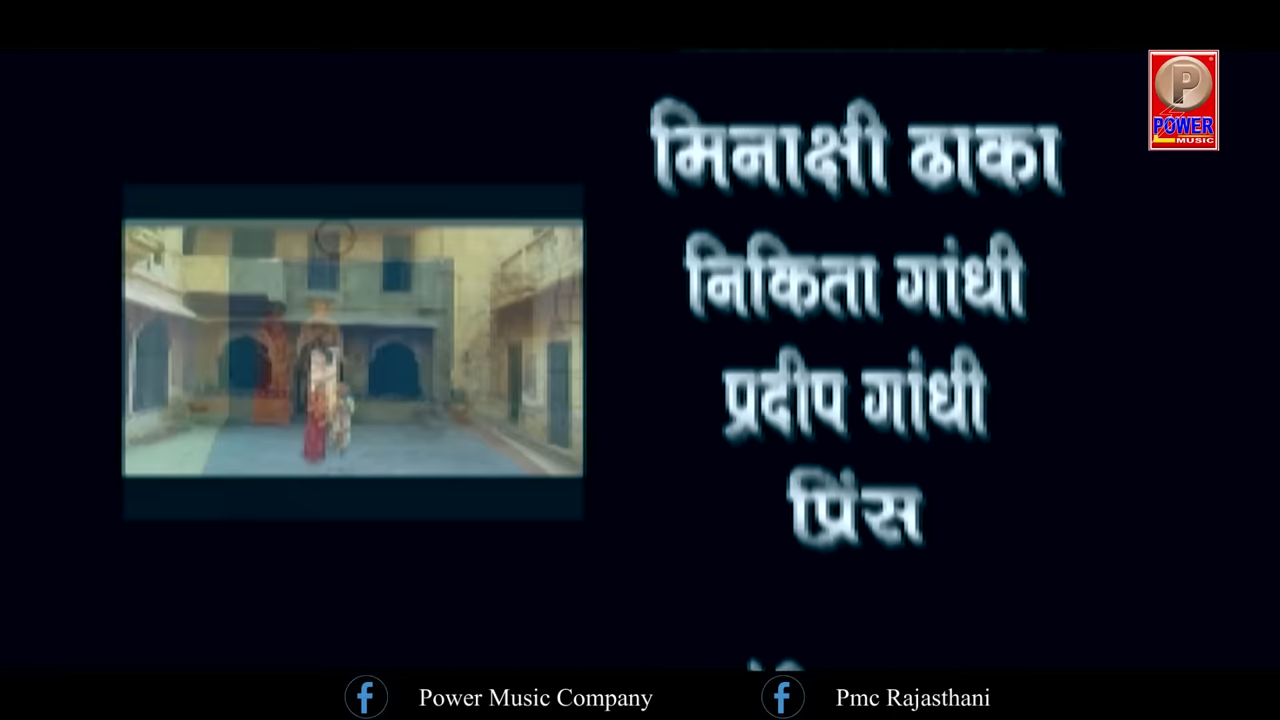 मिनाक्षी ढाका
निकिता गांधी
प्रदीप गांधी
प्रिंस
P
POWER
MUSIC
Power Music Company
Pmc Rajasthani